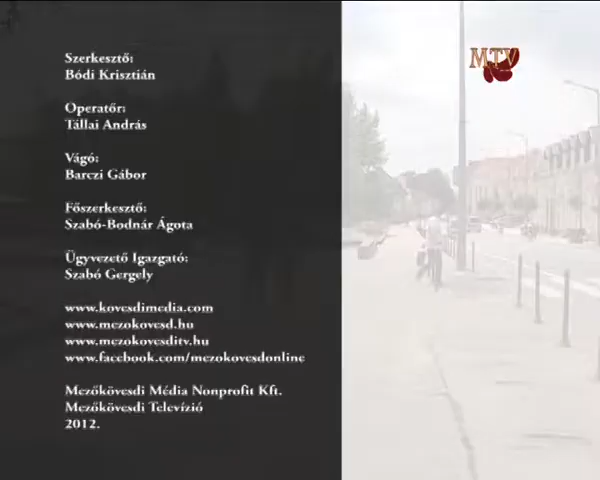 Szerkesztő:
Bódi Krisztián
Operatőr:
Tállai András
Vágó:
Barczi Gábor
Főszerkesztő:
Szabó-Bodnár Ágota
Ügyvezető Igazgató:
Szabó Gergely
www.kovesdimedia.com
www.mezokovesd.hu
www.mezokovesditv.hu
www.facebook.com/mezokovesdonline
Mezőkövesdi Média Nonprofit Kft.
Mezőkövesdi Televízió
2012.
MTV